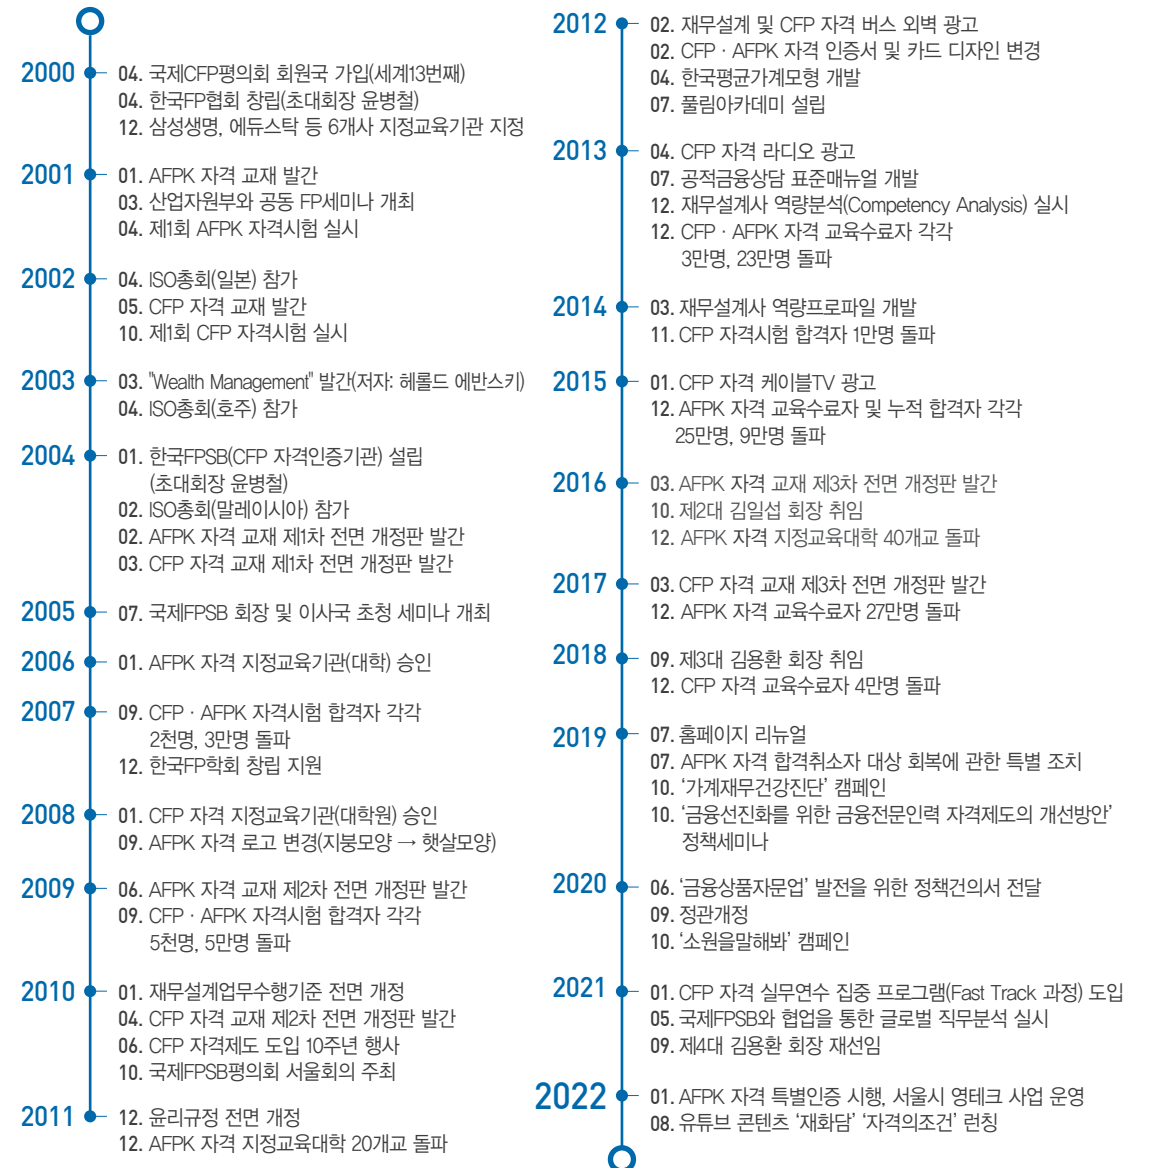 2000
04. 국제CFP평의회 회원국 가입(세계13번째)
04. 한국FP협회 창립(초대회장 윤병철)
12. 삼성생명, 에듀스탁 등 6개사 지정교육기관 지정
2001
01. AFPK 자격 교재 발간
03. 산업자원부와 공동 FP세미나 개최
04. 제1회 AFPK 자격시험 실시
2002
04. ISO총회(일본) 참가
05. CFP 자격 교재 발간
10. 제1회 CFP 자격시험 실시
2003
03. "Wealth Management" 발간(저자: 헤롤드 에반스키)
04. ISO총회(호주) 참가
2004
01. 한국FPSB(CFP 자격인증기관) 설립
(초대회장 윤병철)
02. ISO총회(말레이시아) 참가
02. AFPK 자격 교재 제1차 전면 개정판 발간
03. CFP 자격 교재 제1차 전면 개정판 발간
2005
07. 국제FPSB 회장 및 이사국 초청 세미나 개최
2006
01. AFPK 자격 지정교육기관(대학) 승인
2007
09. CFP · AFPK 자격시험 합격자 각각
2천명, 3만명 돌파
12. 한국FP학회 창립 지원
2008
01. CFP 자격 지정교육기관(대학원) 승인
09. AFPK 자격 로고 변경(지붕모양 → 햇살모양)
2009
06. AFPK 자격 교재 제2차 전면 개정판 발간
09. CFP · AFPK 자격시험 합격자 각각
5천명, 5만명 돌파
2010
01. 재무설계업무수행기준 전면 개정
04. CFP 자격 교재 제2차 전면 개정판 발간
06. CFP 자격제도 도입 10주년 행사
10. 국제FPSB평의회 서울회의 주최
2011
12. 윤리규정 전면 개정
12. AFPK 자격 지정교육대학 20개교 돌파
2012
02. 재무설계 및 CFP 자격 버스 외벽 광고
02. CFP · AFPK 자격 인증서 및 카드 디자인 변경
04. 한국평균가계모형 개발
07. 풀림아카데미 설립
2013
04. CFP 자격 라디오 광고
07. 공적금융상담 표준매뉴얼 개발
12. 재무설계사 역량분석(Competency Analysis) 실시
12. CFP · AFPK 자격 교육수료자 각각
3만명, 23만명 돌파
2014
03. 재무설계사 역량프로파일 개발
11. CFP 자격시험 합격자 1만명 돌파
2015
01. CFP 자격 케이블TV 광고
12. AFPK 자격 교육수료자 및 누적 합격자 각각
25만명, 9만명 돌파
2016
03. AFPK 자격 교재 제3차 전면 개정판 발간
10. 제2대 김일섭 회장 취임
12. AFPK 자격 지정교육대학 40개교 돌파
2017
03. CFP 자격 교재 제3차 전면 개정판 발간
12. AFPK 자격 교육수료자 27만명 돌파
2018
09. 제3대 김용환 회장 취임
12. CFP 자격 교육수료자 4만명 돌파
2019
07. 홈페이지 리뉴얼
07. AFPK 자격 합격취소자 대상 회복에 관한 특별 조치
10. ‘가계재무건강진단’ 캠페인
10. ‘금융선진화를 위한 금융전문인력 자격제도의 개선방안’
정책세미나
2020
06. ‘금융상품자문업’ 발전을 위한 정책건의서 전달
09. 정관개정
10. ‘소원을말해봐’ 캠페인
2021
01. CFP 자격 실무연수 집중 프로그램(Fast Track 과정) 도입
05. 국제FPSB와 협업을 통한 글로벌 직무분석 실시
09. 제4대 김용환 회장 재선임
2022
01. AFPK 자격 특별인증 시행, 서울시 영테크 사업 운영
08. 유튜브 콘텐츠 ‘재화담’ ‘자격의조건’ 런칭